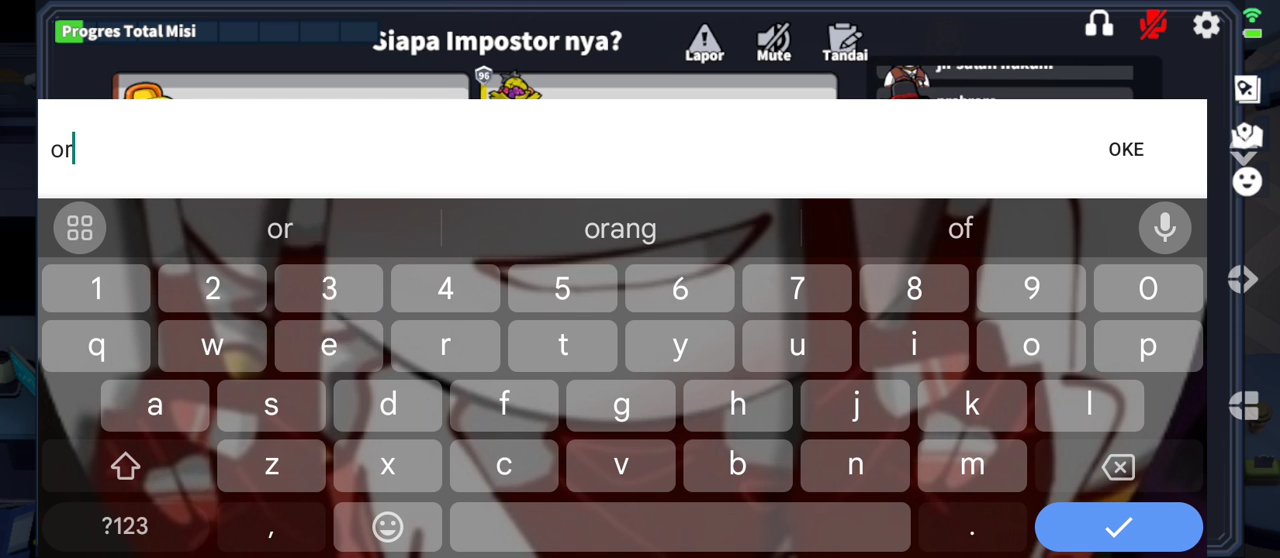 Progres Total Misi
Siapa Impostor nya?
Lapor
Mute
Tandai
96
or
OKE
or orang of
1 2 3 4 5 6 7 8 9 0
q w e r t y u i o p
a s d f g h j k l
z x c v b n m
?123 , .